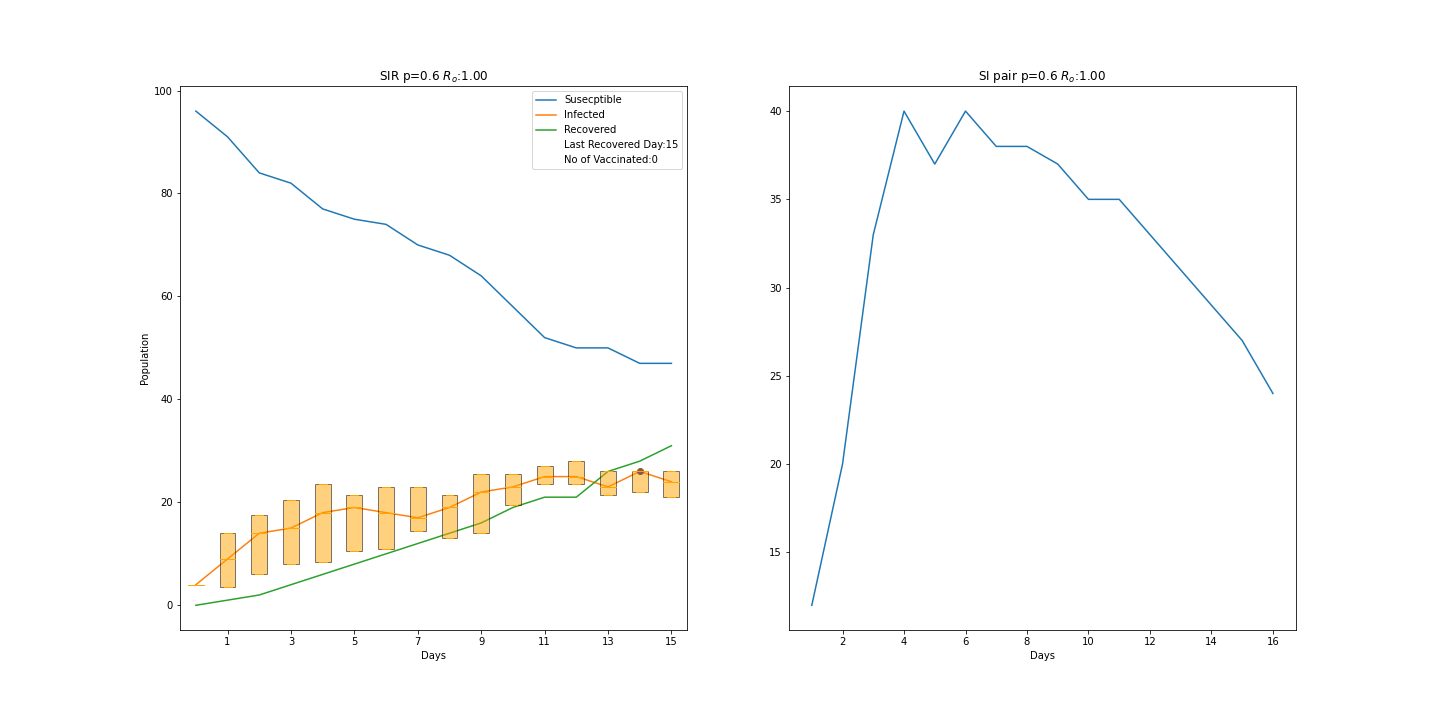 SIR p=0.6 Rₒ:1.00
100
80
60
40
20
0
Population
Susecptible
Infected
Recovered
Last Recovered Day:15
No of Vaccinated:0
1 3 5 7 9 11 13 15
Days
SI pair p=0.6 Rₒ:1.00
40
35
30
25
20
15
2 4 6 8 10 12 14 16
Days